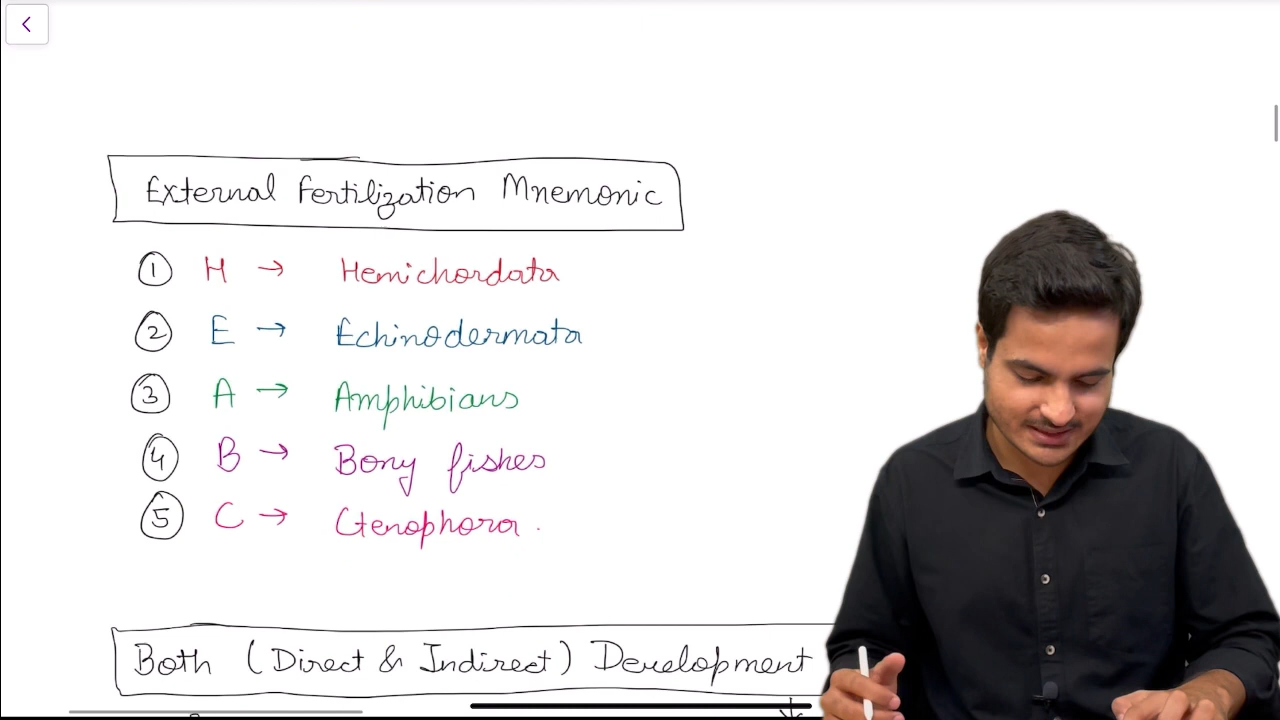 External Fertilization Mnemonic
1 H → Hemichordata
2 E → Echinodermata
3 A → Amphibians
4 B → Bony fishes
5 C → Ctenophora .
Both (Direct & Indirect) Development